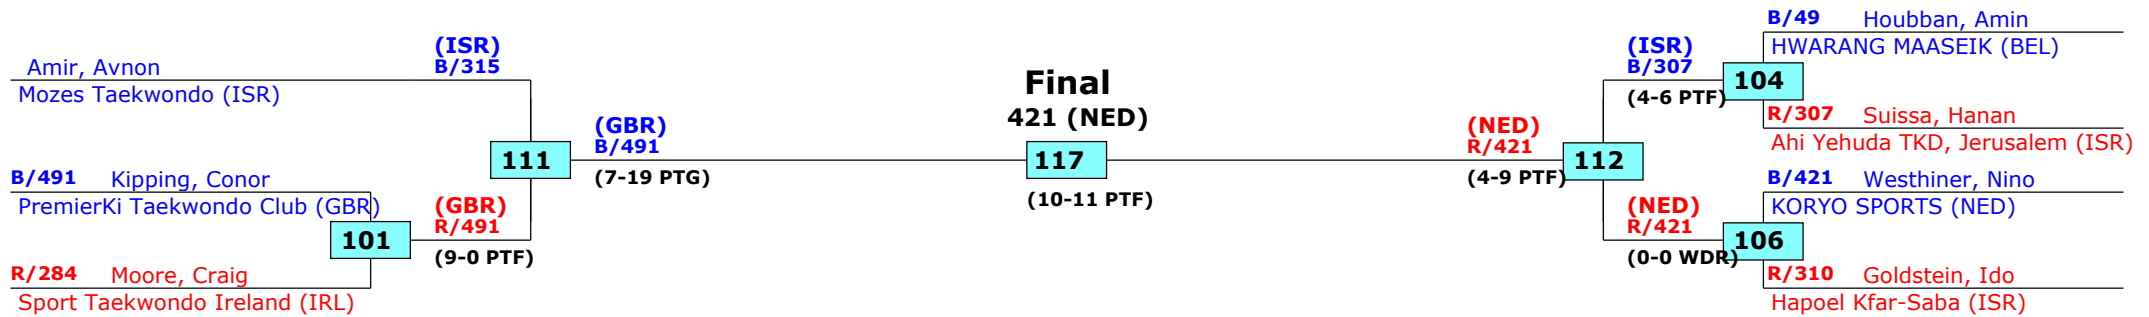 Amir, Avnon
Mozes Taekwondo (ISR)
B/491 Kipping, Conor
PremierKi Taekwondo Club (GBR)
R/284 Moore, Craig
Sport Taekwondo Ireland (IRL)
101
(ISR)
B/315
(GBR)
R/491
(9-0 PTF)
111
(GBR)
B/491
(7-19 PTG)
Final
421 (NED)
117
(10-11 PTF)
(NED)
R/421
(4-9 PTF)
112
(ISR)
B/307
(4-6 PTF)
(NED)
R/421
(0-0 WDR)
104
106
B/49 Houbban, Amin
HWARANG MAASEIK (BEL)
R/307 Suissa, Hanan
Ahi Yehuda TKD, Jerusalem (ISR)
B/421 Westhiner, Nino
KORYO SPORTS (NED)
R/310 Goldstein, Ido
Hapoel Kfar-Saba (ISR)